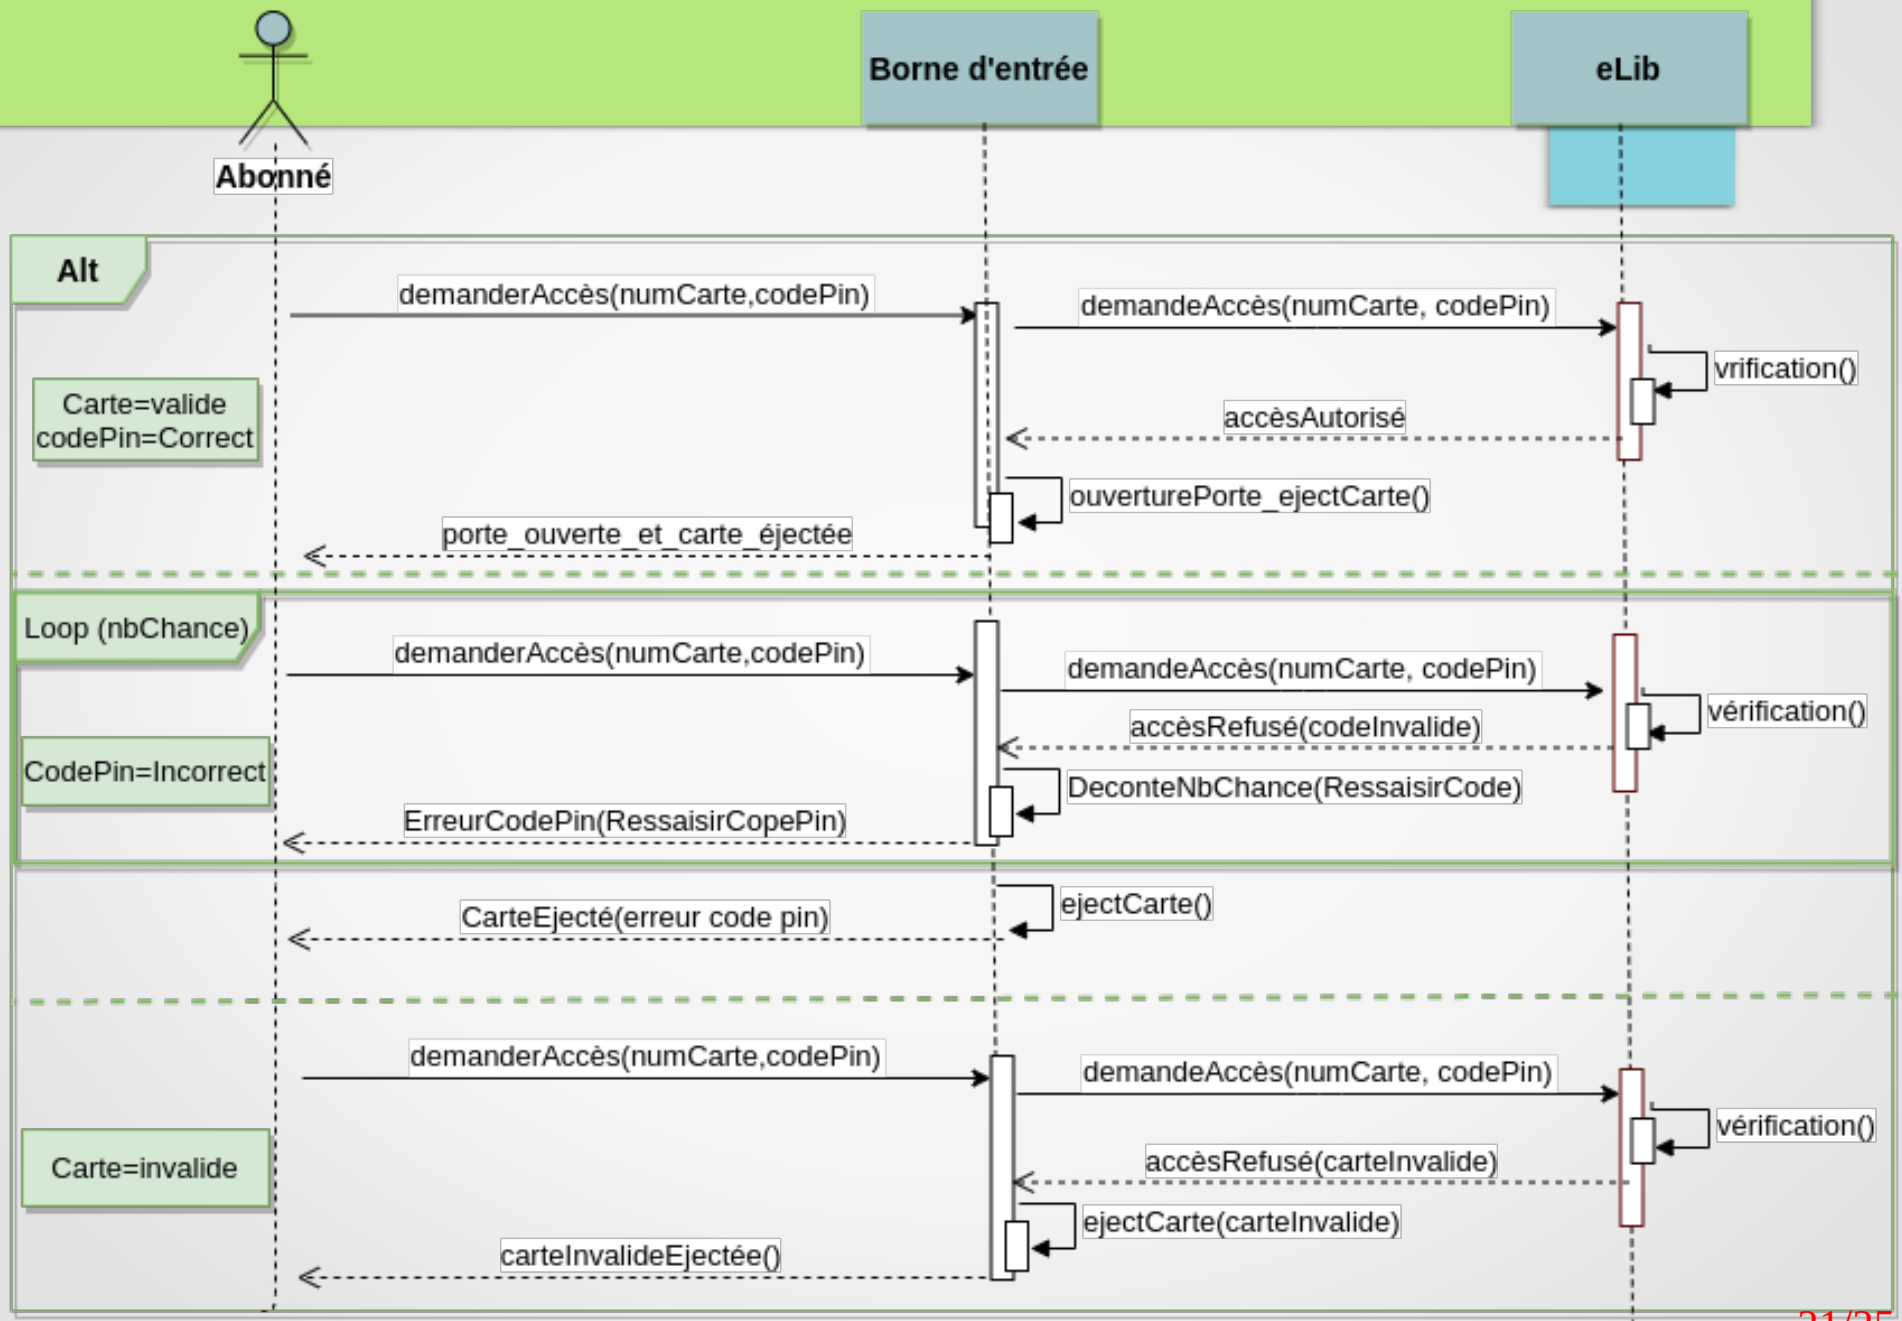 Borne d'entrée
eLib
Abonné
Alt
demanderAccès(numCarte,codePin)
demandeAccès(numCarte, codePin)
vrification()
Carte=valide
codePin=Correct
accèsAutorisé
ouverturePorte_ejectCarte()
porte_ouverte_et_carte_éjectée
Loop (nbChance)
demanderAccès(numCarte,codePin)
demandeAccès(numCarte, codePin)
vérification()
accèsRefusé(codeInvalide)
CodePin=Incorrect
DeconteNbChance(RessaisirCode)
ErreurCodePin(RessaisirCopePin)
ejectCarte()
CarteEjecté(erreur code pin)
demanderAccès(numCarte,codePin)
demandeAccès(numCarte, codePin)
vérification()
Carte=invalide
accèsRefusé(carteInvalide)
ejectCarte(carteInvalide)
carteInvalideEjectée()